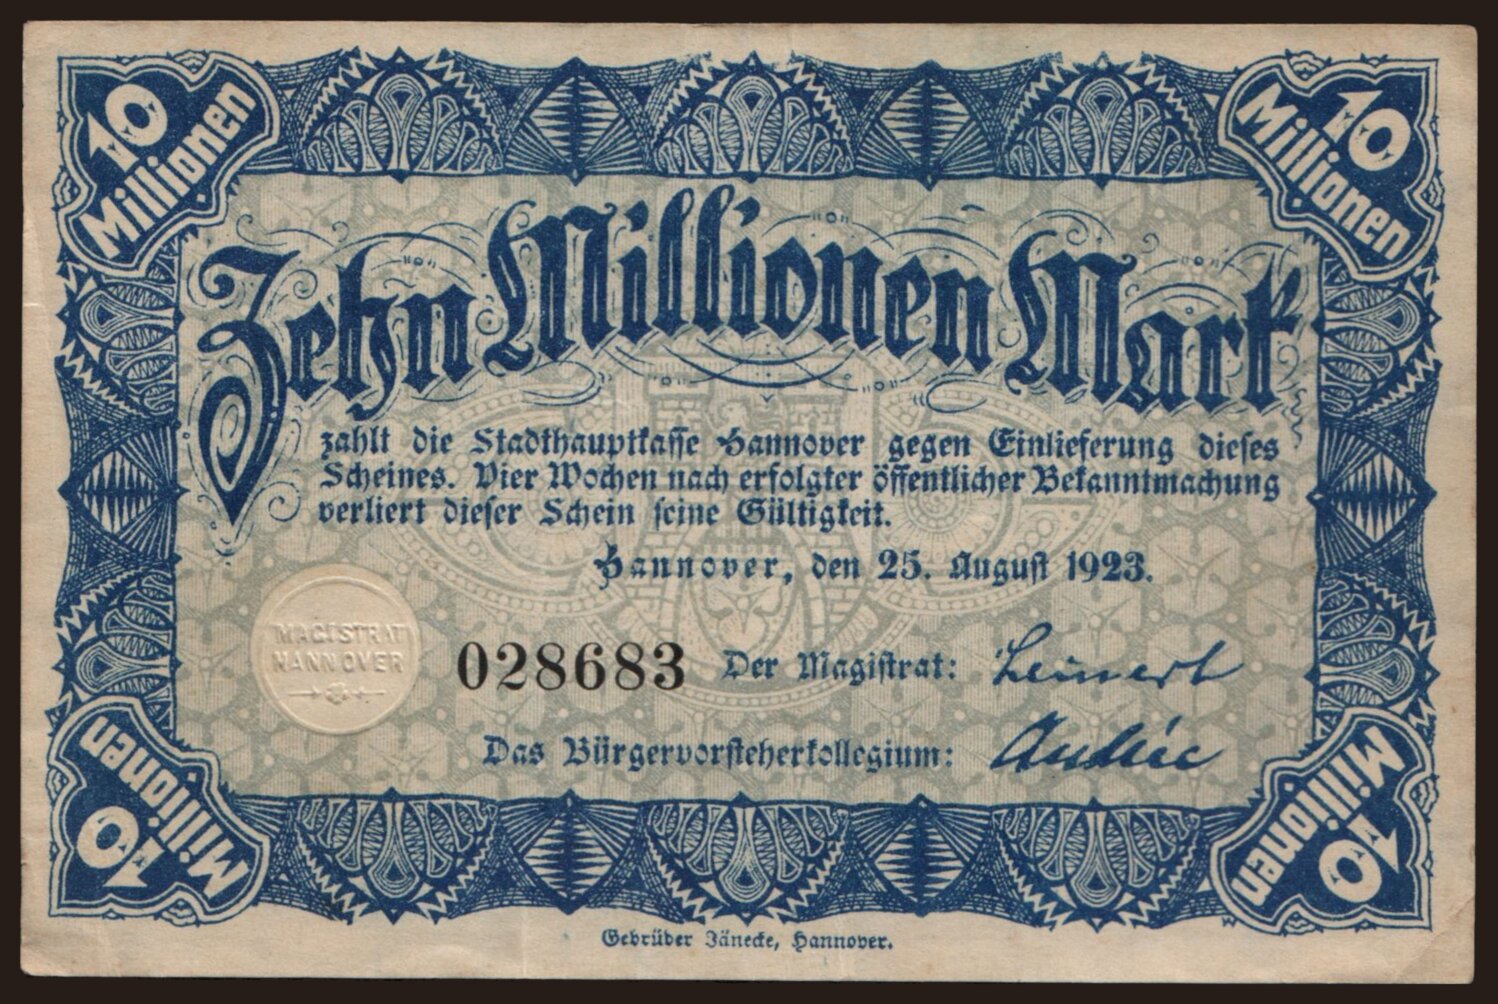 10 Millionen
10 Millionen
Zehn Millionen Mark
zahlt die Stadthauptkasse Hannover gegen Einlieferung dieses
Scheines. Vier Wochen nach erfolgter öffentlicher Bekanntmachung
verliert dieser Schein seine Gültigkeit.
Hannover, den 25. August 1923.
MAGISTRAT
HANNOVER
028683 Der Magistrat: Leinert
Das Bürgervorsteherkollegium:
10 Millionen
10 Millionen
Gebrüder Jänecke, Hannover.